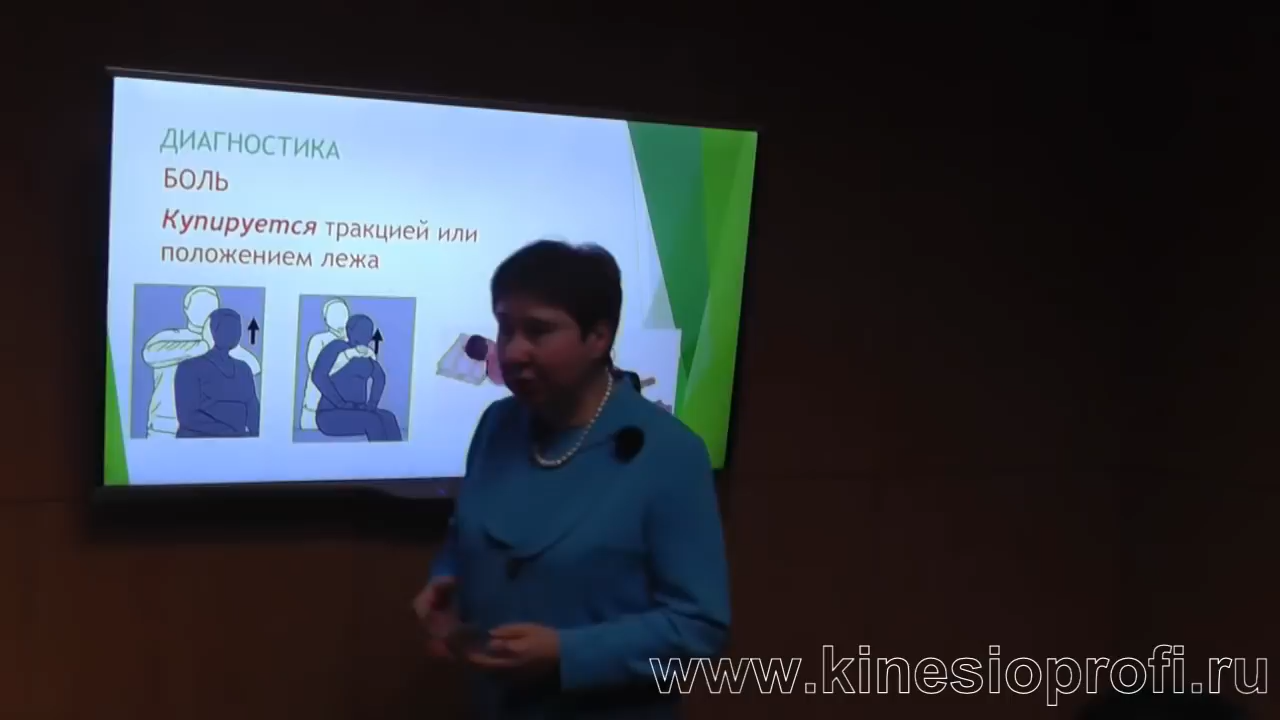 ДИАГНОСТИКА
БОЛЬ
Купируется тракцией или
положением лежа
www.kinesioprofi.ru